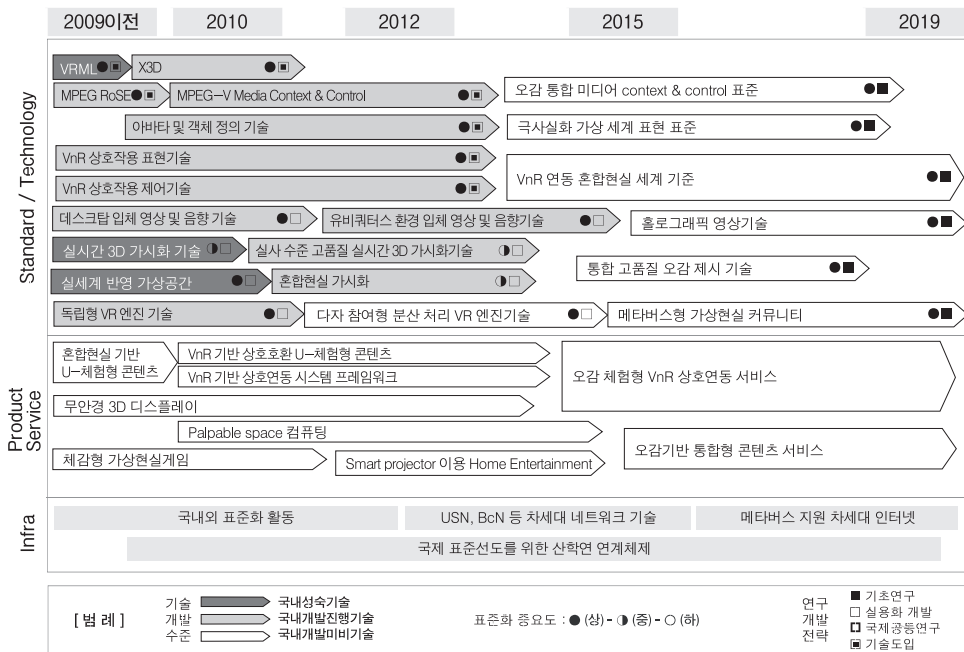 2009이전 2010 2012 2015 2019
Standard / Technology
VRML X3D
MPEG RoSE MPEG-V Media Context & Control 오감 통합 미디어 context & control 표준
아바타 및 객체 정의 기술 극사실화 가상 세계 표현 표준
VnR 상호작용 표현기술
VnR 연동 혼합현실 세계 기준
VnR 상호작용 제어기술
데스크탑 입체 영상 및 음향 기술 유비쿼터스 환경 입체 영상 및 음향기술 홀로그래픽 영상기술
실시간 3D 가시화 기술 실사 수준 고품질 실시간 3D 가시화기술
통합 고품질 오감 제시 기술
실세계 반영 가상공간 혼합현실 가시화
독립형 VR 엔진 기술 다자 참여형 분산 처리 VR 엔진기술 메타버스형 가상현실 커뮤니티
Product
Service
혼합현실 기반
U-체험형 콘텐츠
VnR 기반 상호호환 U-체험형 콘텐츠
VnR 기반 상호연동 시스템 프레임워크
오감 체험형 VnR 상호연동 서비스
무안경 3D 디스플레이
Palpable space 컴퓨팅
체감형 가상현실게임 Smart projector 이용 Home Entertainment
오감기반 통합형 콘텐츠 서비스
Infra
국내외 표준화 활동 USN, BcN 등 차세대 네트워크 기술 메타버스 지원 차세대 인터넷
국제 표준선도를 위한 산학연 연계체제
[ 범 례 ]
기술
개발
수준
국내성숙기술
국내개발진행기술
국내개발미비기술
표준화 중요도 : ● (상) - ◑ (중) - ○ (하)
연구
개발
전략
■ 기초연구
□ 실용화 개발
국제공동연구
▣ 기술도입